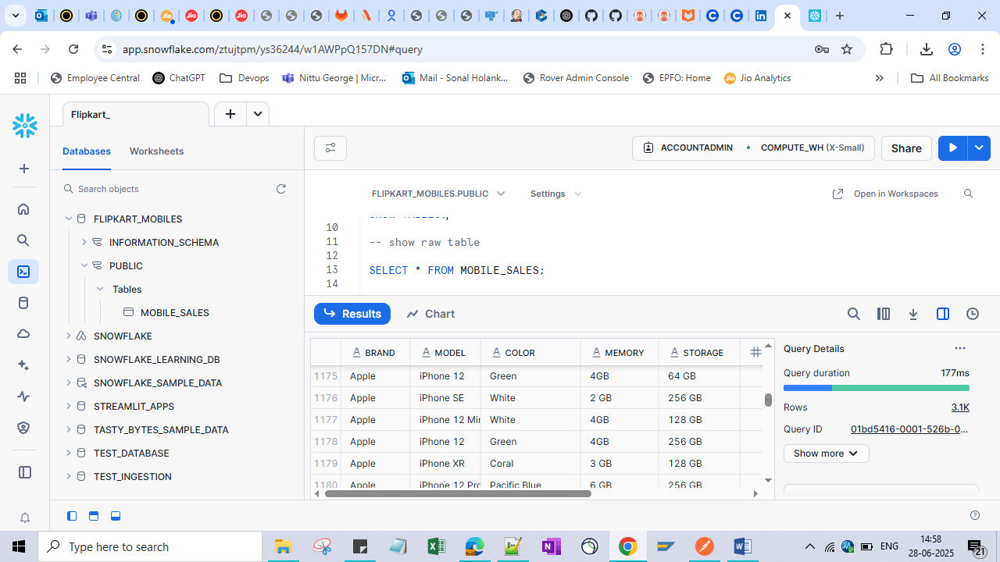 app.snowflake.com/ztujtpm/ys36244/w1AWPpQ157DN#query
Employee Central
ChatGPT
Devops
Nittu George | Micr...
Mail - Sonal Holank...
Rover Admin Console
EPFO: Home
Jio Analytics
All Bookmarks
Flipkart_
Databases
Worksheets
ACCOUNTADMIN
COMPUTE_WH (X-Small)
Share
Search objects
FLIPKART_MOBILES.PUBLIC
Settings
Open in Workspaces
FLIPKART_MOBILES
INFORMATION_SCHEMA
PUBLIC
Tables
MOBILE_SALES
SNOWFLAKE
SNOWFLAKE_LEARNING_DB
SNOWFLAKE_SAMPLE_DATA
STREAMLIT_APPS
TASTY_BYTES_SAMPLE_DATA
TEST_DATABASE
TEST_INGESTION
10
11 -- show raw table
12
13 SELECT * FROM MOBILE_SALES;
14
Results
Chart
BRAND MODEL COLOR MEMORY STORAGE
1175 Apple iPhone 12 Green 4GB 64 GB
1176 Apple iPhone SE White 2 GB 256 GB
1177 Apple iPhone 12 Min White 4GB 128 GB
1178 Apple iPhone 12 Green 4GB 256 GB
1179 Apple iPhone XR Coral 3 GB 128 GB
1180 Apple iPhone 12 Pro Pacific Blue 6 GB 256 GB
Query Details
Query duration 177ms
Rows 3.1K
Query ID 01bd5416-0001-526b-0...
Show more
Type here to search
ENG
14:58
28-06-2025
21